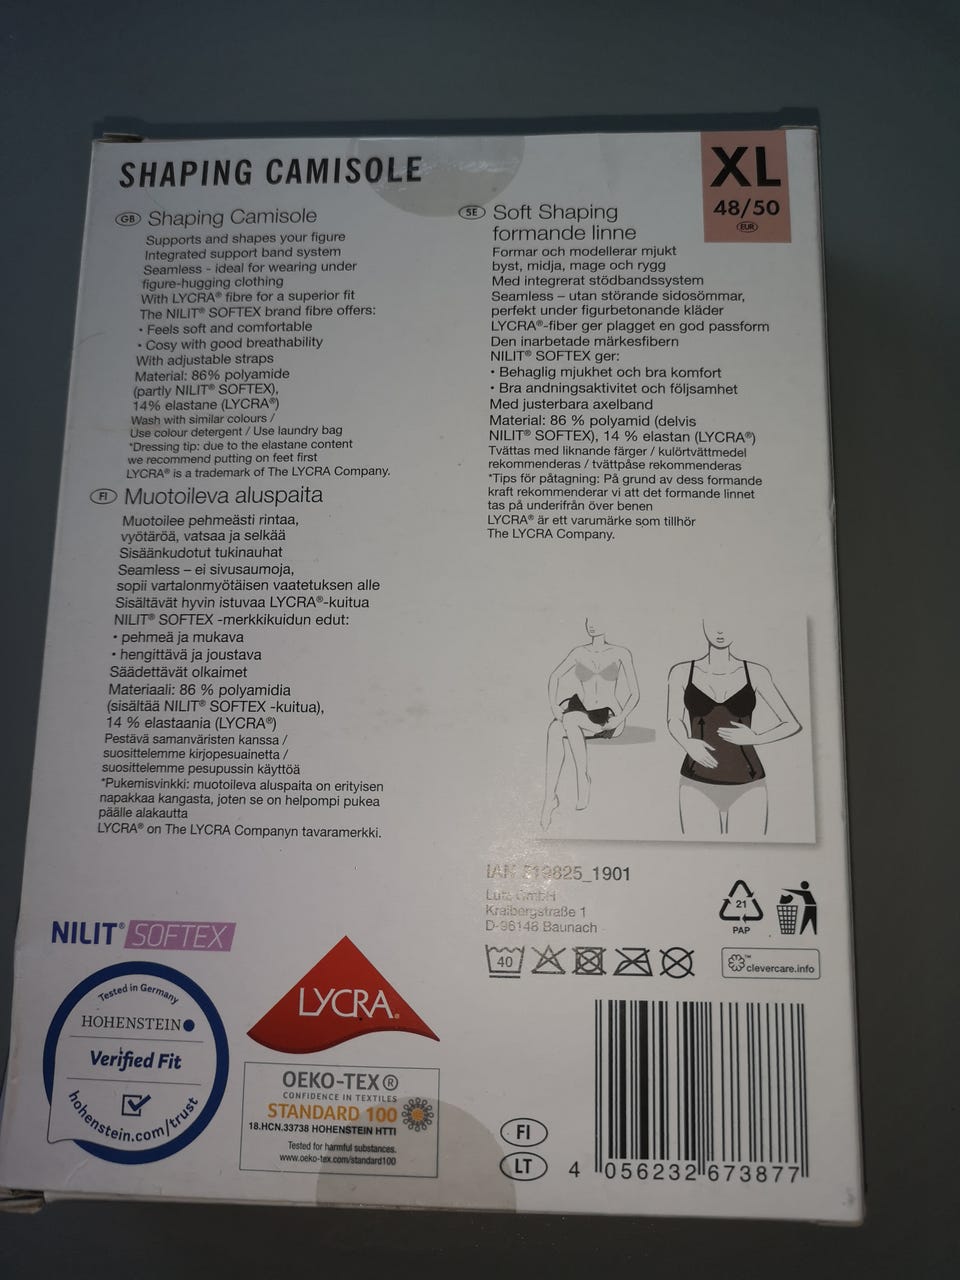 SHAPING CAMISOLE
XL
48/50
EUR
GB Shaping Camisole
Supports and shapes your figure
Integrated support band system
Seamless - ideal for wearing under
figure-hugging clothing
With LYCRA® fibre for a superior fit
The NILIT® SOFTEX brand fibre offers:
• Feels soft and comfortable
• Cosy with good breathability
With adjustable straps
Material: 86% polyamide
(partly NILIT® SOFTEX),
14% elastane (LYCRA®)
Wash with similar colours /
Use colour detergent / Use laundry bag
*Dressing tip: due to the elastane content
we recommend putting on feet first
LYCRA® is a trademark of The LYCRA Company.
FI Muotoileva aluspaita
Muotoilee pehmeästi rintaa,
vyötäröä, vatsaa ja selkää
Sisäänkudotut tukinauhat
Seamless – ei sivusaumoja,
sopii vartalonmyötäisen vaatetuksen alle
Sisältävät hyvin istuvaa LYCRA®-kuitua
NILIT® SOFTEX -merkkikuidun edut:
• pehmeä ja mukava
• hengittävä ja joustava
Säädettävät olkaimet
Materiaali: 86 % polyamidia
(sisältää NILIT® SOFTEX -kuitua),
14 % elastaania (LYCRA®)
Pestävä samanväristen kanssa /
suosittelemme kirjopesuainetta /
suosittelemme pesupussin käyttöä
*Pukemisvinkki: muotoileva aluspaita on erityisen
napakkaa kangasta, joten se on helpompi pukea
päälle alakautta
LYCRA® on The LYCRA Companyn tavaramerkki.
SE Soft Shaping
formande linne
Formar och modellerar mjukt
byst, midja, mage och rygg
Med integrerat stödbandssystem
Seamless – utan störande sidosömmar,
perfekt under figurbetonande kläder
LYCRA®-fiber ger plagget en god passform
Den inarbetade märkesfibern
NILIT® SOFTEX ger:
• Behaglig mjukhet och bra komfort
• Bra andningsaktivitet och följsamhet
Med justerbara axelband
Material: 86 % polyamid (delvis
NILIT® SOFTEX), 14 % elastan (LYCRA®)
Tvättas med liknande färger / kulörtvättmedel
rekommenderas / tvättpåse rekommenderas
*Tips för påtagning: På grund av dess formande
kraft rekommenderar vi att det formande linnet
tas på underifrån över benen
LYCRA® är ett varumärke som tillhör
The LYCRA Company.
IAN 319825_1901
Lutz GmbH
Kraibergstraße 1
D-96148 Baunach
21
PAP
40
clevercare.info
NILIT® SOFTEX
Tested in Germany
HOHENSTEIN
Verified Fit
hohenstein.com/trust
LYCRA®
OEKO-TEX®
CONFIDENCE IN TEXTILES
STANDARD 100
18.HCN.33738 HOHENSTEIN HTTI
Tested for harmful substances.
www.oeko-tex.com/standard100
FI
LT
4 056232 673877